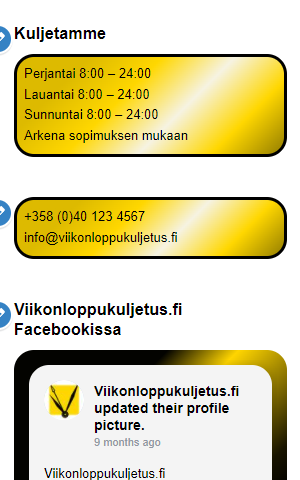 Kuljetamme
Perjantai 8:00 – 24:00
Lauantai 8:00 – 24:00
Sunnuntai 8:00 – 24:00
Arkena sopimuksen mukaan
+358 (0)40 123 4567
info@viikonloppukuljetus.fi
Viikonloppukuljetus.fi
Facebookissa
Viikonloppukuljetus.fi
updated their profile
picture.
9 months ago
Viikonloppukuljetus.fi